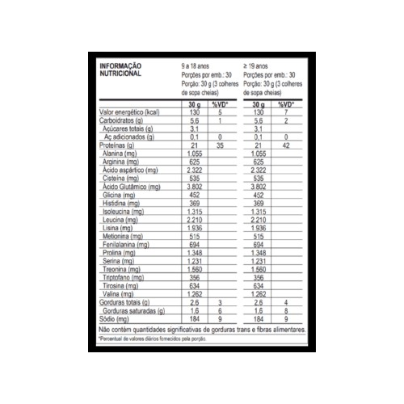 INFORMAÇÃO NUTRICIONAL 9 a 18 anos ≥ 19 anos
Porções por emb.: 30 Porções por emb.: 30
Porção: 30 g (3 colheres de sopa cheias) Porção: 30 g (3 colheres de sopa cheias)
30 g %VD* 30 g %VD*
Valor energético (kcal) 130 5 130 7
Carboidratos (g) 5.6 1 5.6 2
Açúcares totais (g) 3.1 3.1
Aç adicionados (g) 0.1 0 0.1 0
Proteínas (g) 21 35 21 42
Alanina (mg) 1.055 1.055
Arginina (mg) 625 625
Ácido aspártico (mg) 2.322 2.322
Cisteína (mg) 535 535
Ácido Glutâmico (mg) 3.802 3.802
Glicina (mg) 452 452
Histidina (mg) 369 369
Isoleucina (mg) 1.315 1.315
Leucina (mg) 2.210 2.210
Lisina (mg) 1.936 1.936
Metionina (mg) 515 515
Fenilalanina (mg) 694 694
Prolina (mg) 1.348 1.348
Serina (mg) 1.231 1.231
Treonina (mg) 1.560 1.560
Triptofano (mg) 356 356
Tirosina (mg) 634 634
Valina (mg) 1.262 1.262
Gorduras totais (g) 2.6 3 2.6 4
Gorduras saturadas (g) 1.6 6 1.6 8
Sódio (mg) 184 9 184 9
Não contém quantidades significativas de gorduras trans e fibras alimentares.
*Percentual de valores diários fornecidos pela porção.